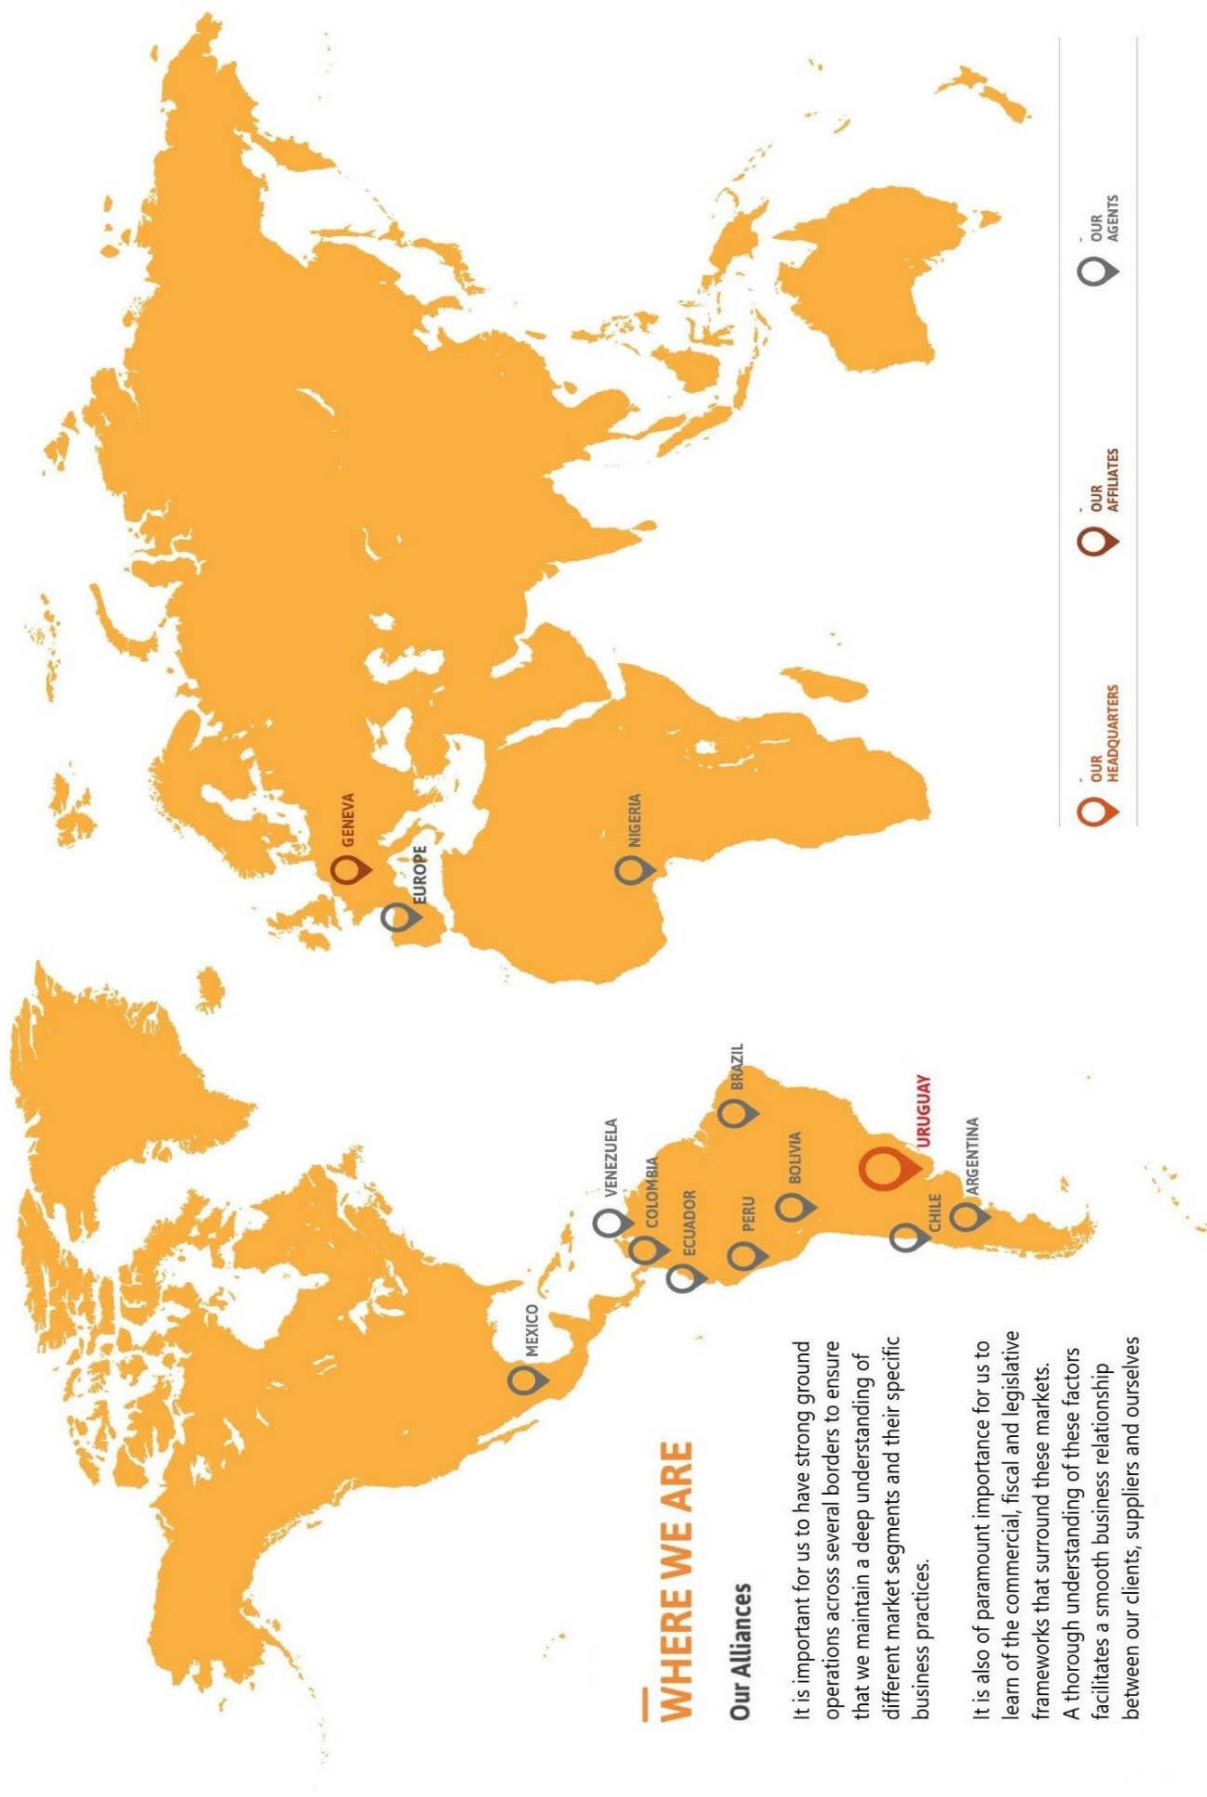 WHERE WE ARE
Our Alliances
It is important for us to have strong ground
operations across several borders to ensure
that we maintain a deep understanding of
different market segments and their specific
business practices.
It is also of paramount importance for us to
learn of the commercial, fiscal and legislative
frameworks that surround these markets.
A thorough understanding of these factors
facilitates a smooth business relationship
between our clients, suppliers and ourselves
MEXICO
VENEZUELA
COLOMBIA
ECUADOR
PERU
BRAZIL
BOLIVIA
URUGUAY
CHILE
ARGENTINA
GENEVA
EUROPE
NIGERIA
OUR
HEADQUARTERS
OUR
AFFILIATES
OUR
AGENTS